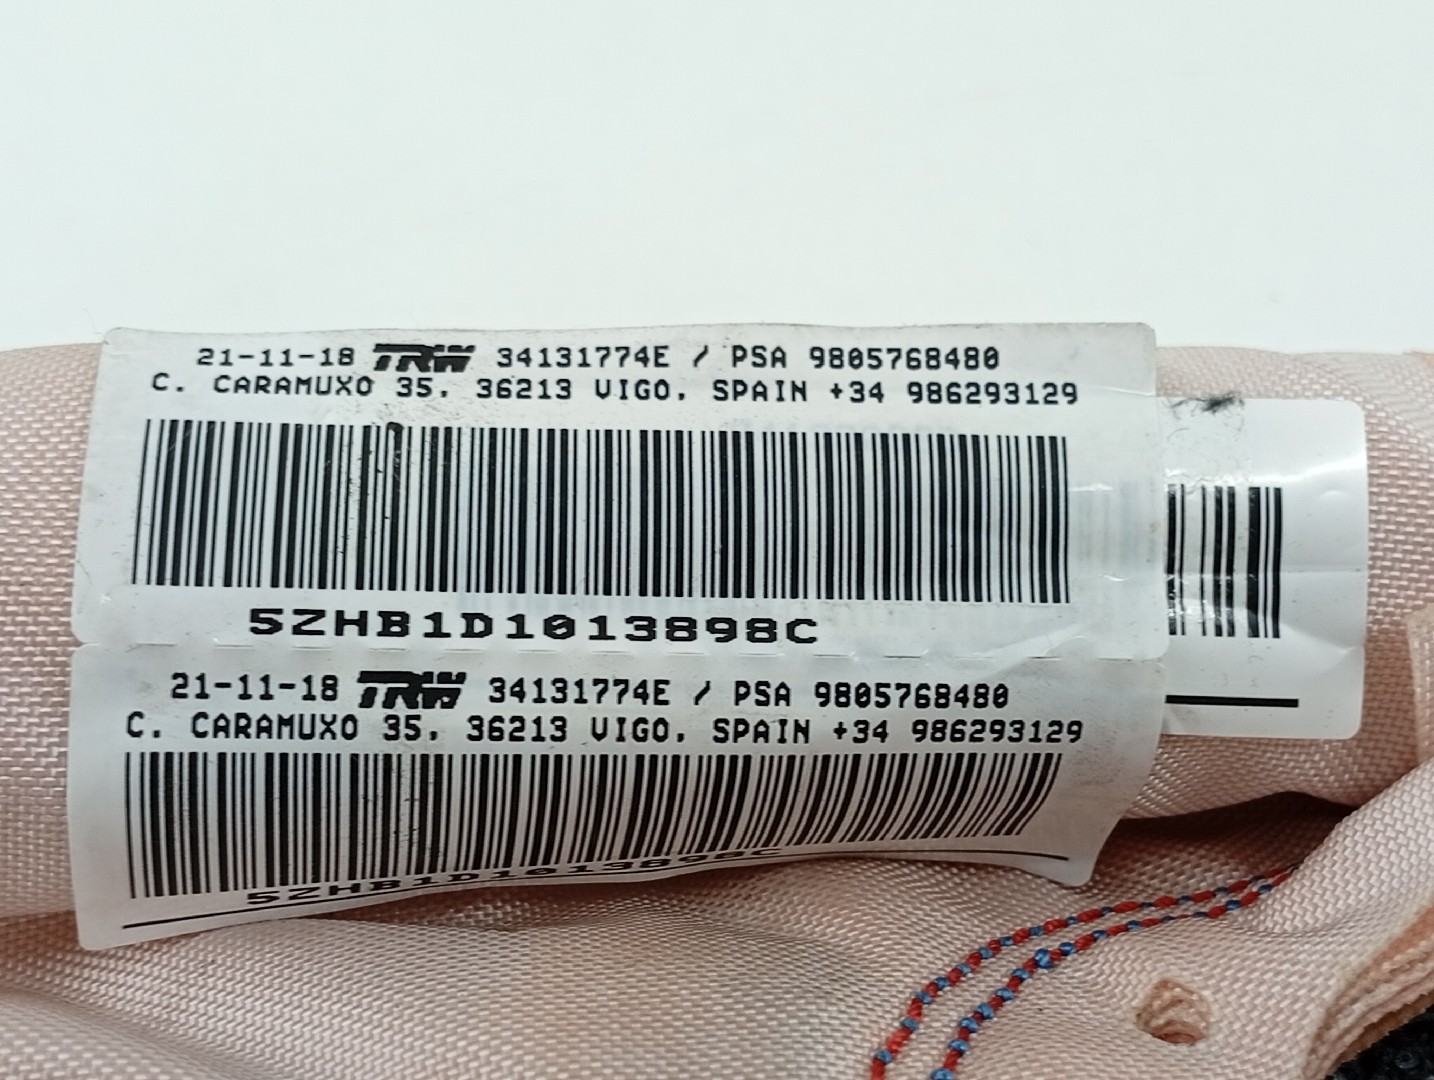 21-11-18 TRW 34131774E / PSA 9805768480
C. CARAMUXO 35. 36213 VIGO. SPAIN +34 986293129
5ZHB1D1013898C
21-11-18 TRW 34131774E / PSA 9805768480
C. CARAMUXO 35. 36213 VIGO. SPAIN +34 986293129
5ZHB1D1013898C